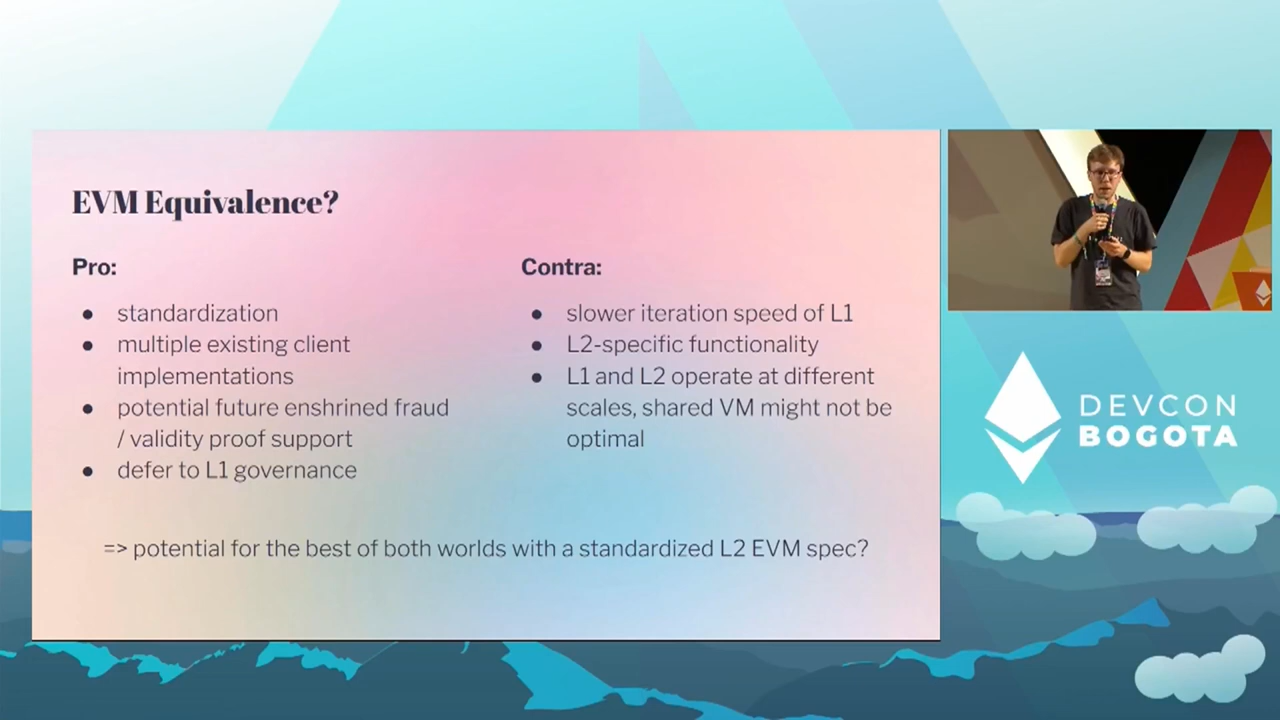 EVM Equivalence?
Pro:
● standardization
● multiple existing client
implementations
● potential future enshrined fraud
/ validity proof support
● defer to L1 governance
Contra:
● slower iteration speed of L1
● L2-specific functionality
● L1 and L2 operate at different
scales, shared VM might not be
optimal
=> potential for the best of both worlds with a standardized L2 EVM spec?
DEVCON
BOGOTA